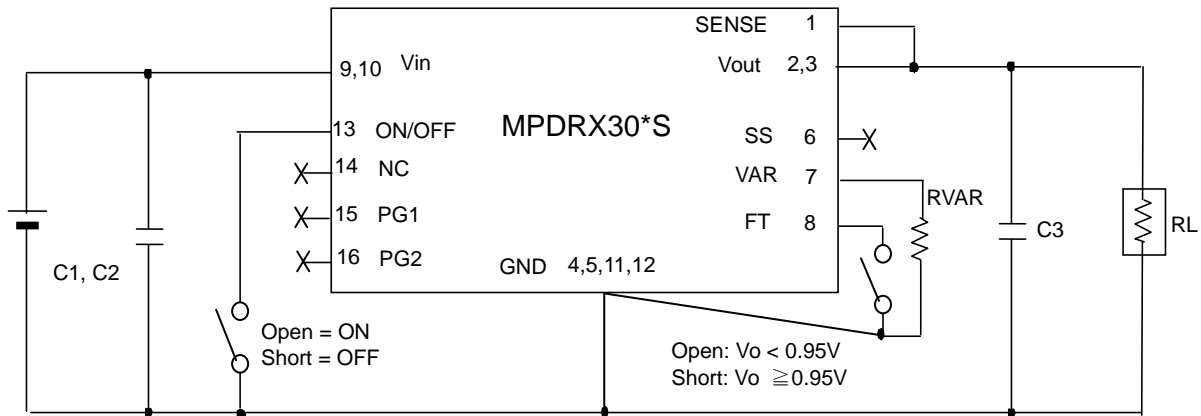 SENSE 1
9,10 Vin
Vout 2,3
13 ON/OFF
MPDRX30*S
SS 6
14 NC
VAR 7
RVAR
15 PG1
FT 8
C3
RL
16 PG2
GND 4,5,11,12
C1, C2
Open = ON
Short = OFF
Open: Vo < 0.95V
Short: Vo ≧0.95V